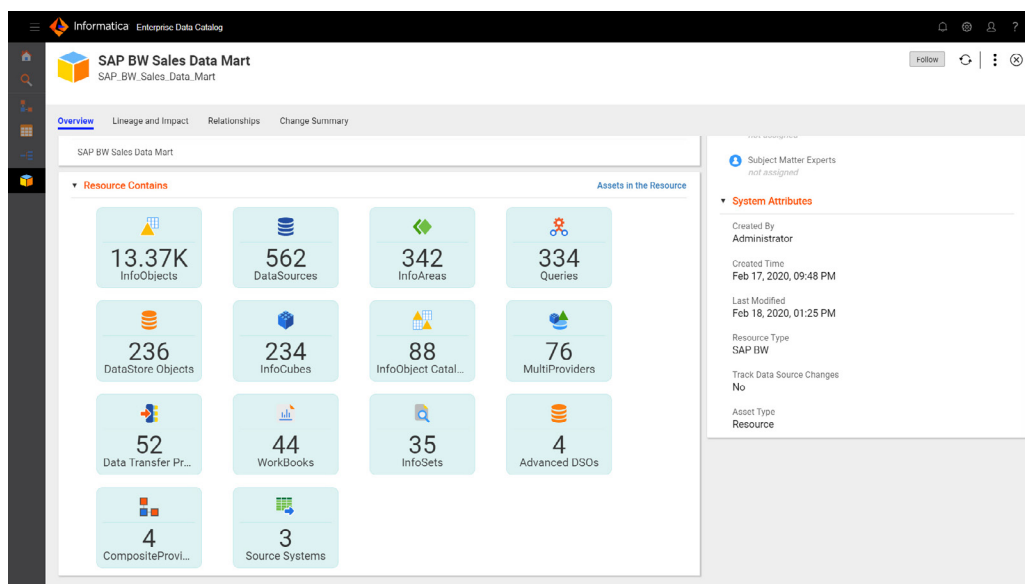 Informatica Enterprise Data Catalog
?
SAP BW Sales Data Mart
SAP_BW_Sales_Data_Mart
Follow
Overview Lineage and Impact Relationships Change Summary
SAP BW Sales Data Mart
Resource Contains
Assets in the Resource
13.37K
InfoObjects
562
DataSources
342
InfoAreas
334
Queries
236
DataStore Objects
234
InfoCubes
88
InfoObject Catal...
76
MultiProviders
52
Data Transfer Pr...
44
WorkBooks
35
InfoSets
4
Advanced DSOs
4
CompositeProvi...
3
Source Systems
not assigned
Subject Matter Experts
not assigned
System Attributes
Created By
Administrator
Created Time
Feb 17, 2020, 09:48 PM
Last Modified
Feb 18, 2020, 01:25 PM
Resource Type
SAP BW
Track Data Source Changes
No
Asset Type
Resource